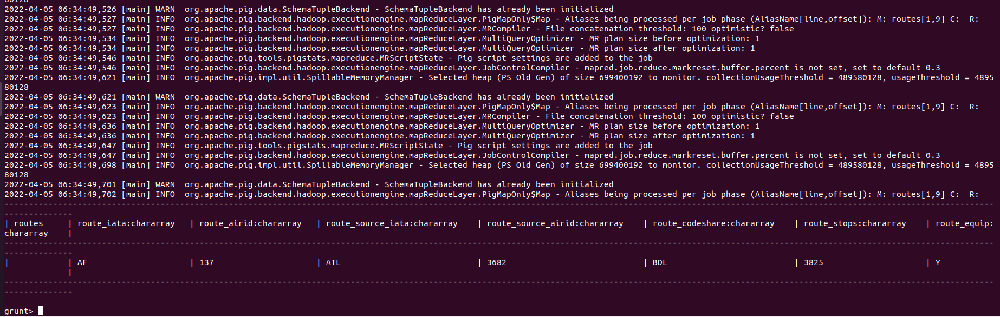 80128
2022-04-05 06:34:49,526 [main] WARN  org.apache.pig.data.SchemaTupleBackend - SchemaTupleBackend has already been initialized
2022-04-05 06:34:49,527 [main] INFO  org.apache.pig.backend.hadoop.executionengine.mapReduceLayer.PigMapOnly$Map - Aliases being processed per job phase (AliasName[line,offset]): M: routes[1,9] C:  R:
2022-04-05 06:34:49,527 [main] INFO  org.apache.pig.backend.hadoop.executionengine.mapReduceLayer.MRCompiler - File concatenation threshold: 100 optimistic? false
2022-04-05 06:34:49,534 [main] INFO  org.apache.pig.backend.hadoop.executionengine.mapReduceLayer.MultiQueryOptimizer - MR plan size before optimization: 1
2022-04-05 06:34:49,534 [main] INFO  org.apache.pig.backend.hadoop.executionengine.mapReduceLayer.MultiQueryOptimizer - MR plan size after optimization: 1
2022-04-05 06:34:49,546 [main] INFO  org.apache.pig.tools.pigstats.mapreduce.MRScriptState - Pig script settings are added to the job
2022-04-05 06:34:49,546 [main] INFO  org.apache.pig.backend.hadoop.executionengine.mapReduceLayer.JobControlCompiler - mapred.job.reduce.markreset.buffer.percent is not set, set to default 0.3
2022-04-05 06:34:49,621 [main] INFO  org.apache.pig.impl.util.SpillableMemoryManager - Selected heap (PS Old Gen) of size 699400192 to monitor. collectionUsageThreshold = 489580128, usageThreshold = 4895
80128
2022-04-05 06:34:49,621 [main] WARN  org.apache.pig.data.SchemaTupleBackend - SchemaTupleBackend has already been initialized
2022-04-05 06:34:49,623 [main] INFO  org.apache.pig.backend.hadoop.executionengine.mapReduceLayer.PigMapOnly$Map - Aliases being processed per job phase (AliasName[line,offset]): M: routes[1,9] C:  R:
2022-04-05 06:34:49,623 [main] INFO  org.apache.pig.backend.hadoop.executionengine.mapReduceLayer.MRCompiler - File concatenation threshold: 100 optimistic? false
2022-04-05 06:34:49,636 [main] INFO  org.apache.pig.backend.hadoop.executionengine.mapReduceLayer.MultiQueryOptimizer - MR plan size before optimization: 1
2022-04-05 06:34:49,636 [main] INFO  org.apache.pig.backend.hadoop.executionengine.mapReduceLayer.MultiQueryOptimizer - MR plan size after optimization: 1
2022-04-05 06:34:49,647 [main] INFO  org.apache.pig.tools.pigstats.mapreduce.MRScriptState - Pig script settings are added to the job
2022-04-05 06:34:49,647 [main] INFO  org.apache.pig.backend.hadoop.executionengine.mapReduceLayer.JobControlCompiler - mapred.job.reduce.markreset.buffer.percent is not set, set to default 0.3
2022-04-05 06:34:49,698 [main] INFO  org.apache.pig.impl.util.SpillableMemoryManager - Selected heap (PS Old Gen) of size 699400192 to monitor. collectionUsageThreshold = 489580128, usageThreshold = 4895
80128
2022-04-05 06:34:49,701 [main] WARN  org.apache.pig.data.SchemaTupleBackend - SchemaTupleBackend has already been initialized
2022-04-05 06:34:49,702 [main] INFO  org.apache.pig.backend.hadoop.executionengine.mapReduceLayer.PigMapOnly$Map - Aliases being processed per job phase (AliasName[line,offset]): M: routes[1,9] C:  R:
| routes     | route_iata:chararray   | route_airid:chararray   | route_source_iata:chararray    | route_source_airid:chararray    | route_codeshare:chararray    | route_stops:chararray    | route_equip:
chararray    |
|            | AF                     | 137                     | ATL                            | 3682                            | BDL                          | 3825                     | Y
             |
grunt>